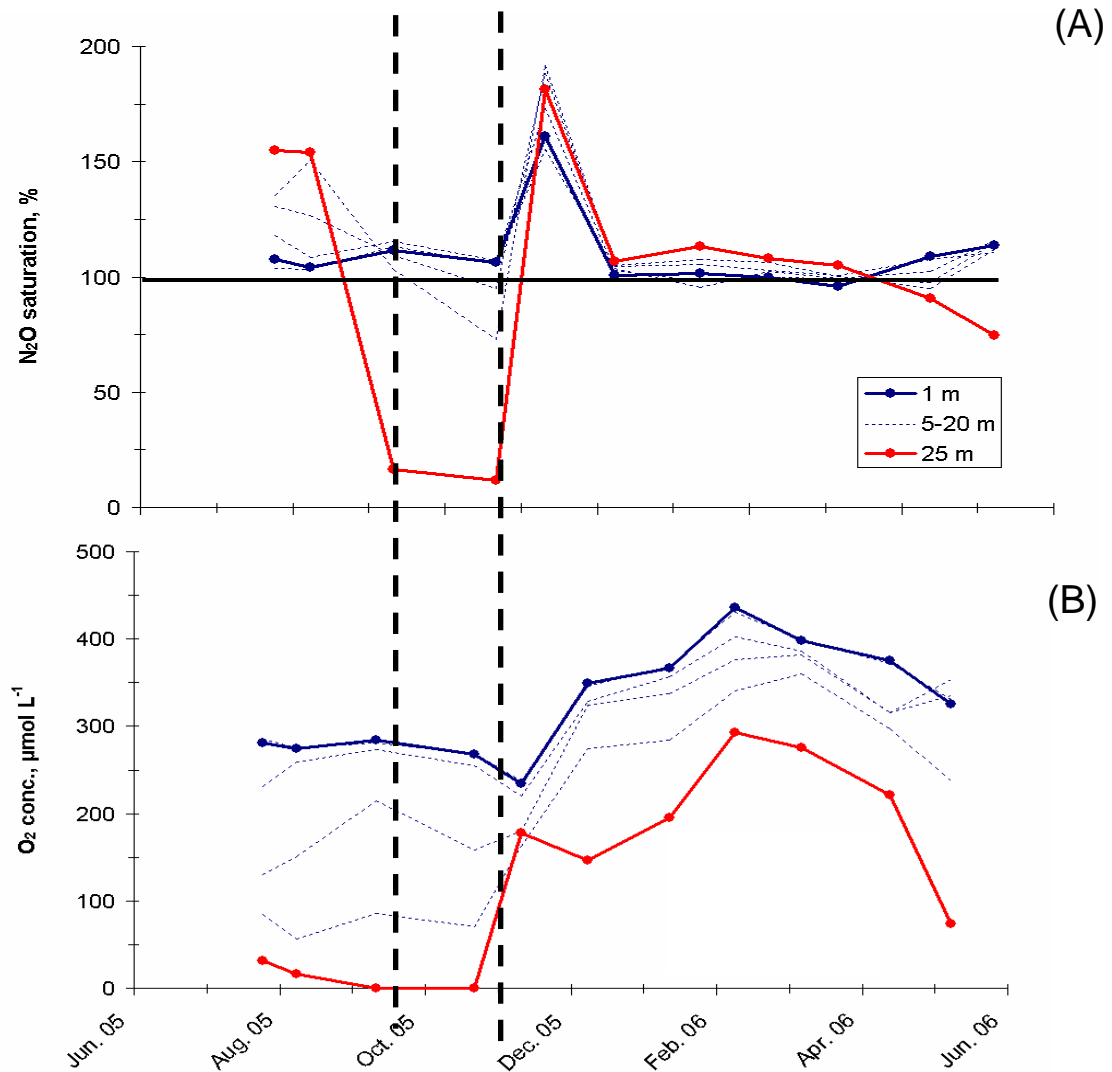 (A)
200
150
100
50
0
N₂O saturation, %
1 m
5-20 m
25 m
(B)
500
400
300
200
100
0
O₂ conc., µmol L⁻¹
Jun. 05
Aug. 05
Oct. 05
Dec. 05
Feb. 06
Apr. 06
Jun. 06